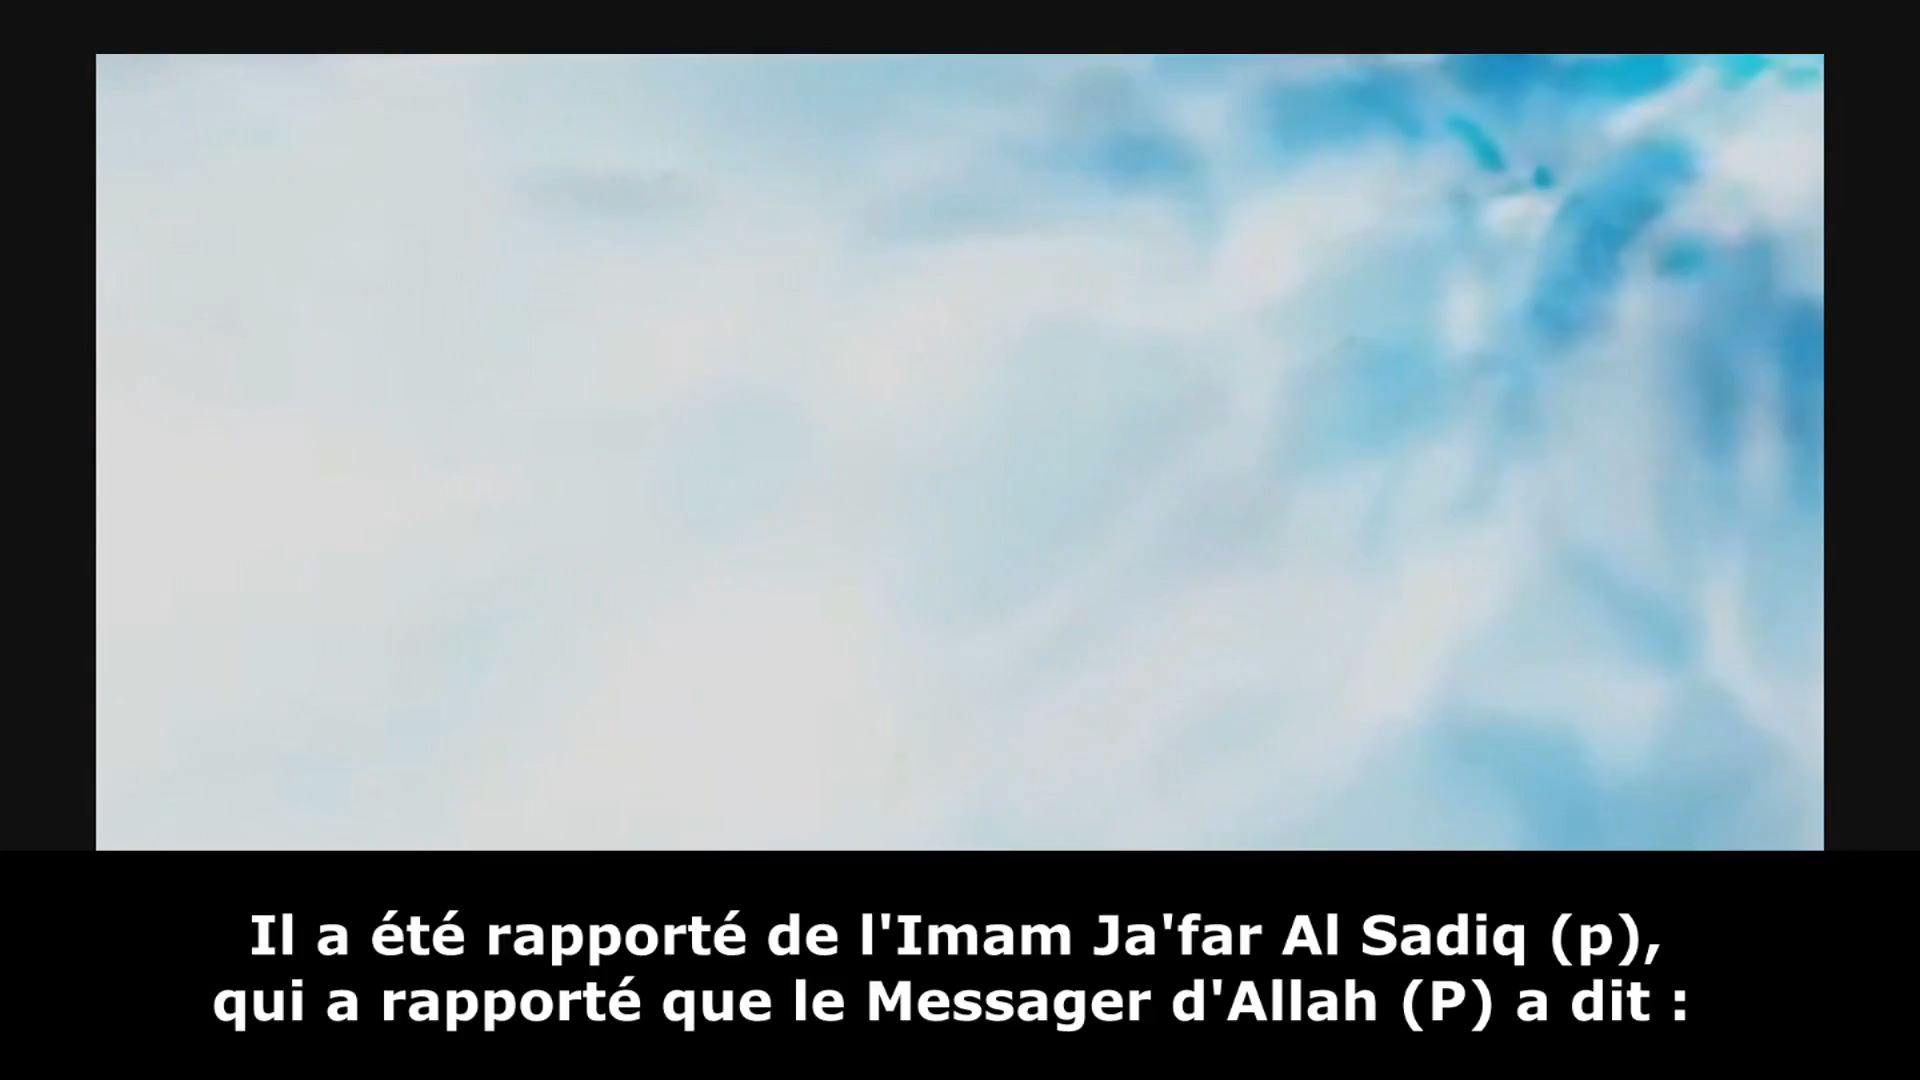 Il a été rapporté de l'Imam Ja'far Al Sadiq (p),
qui a rapporté que le Messager d'Allah (P) a dit :